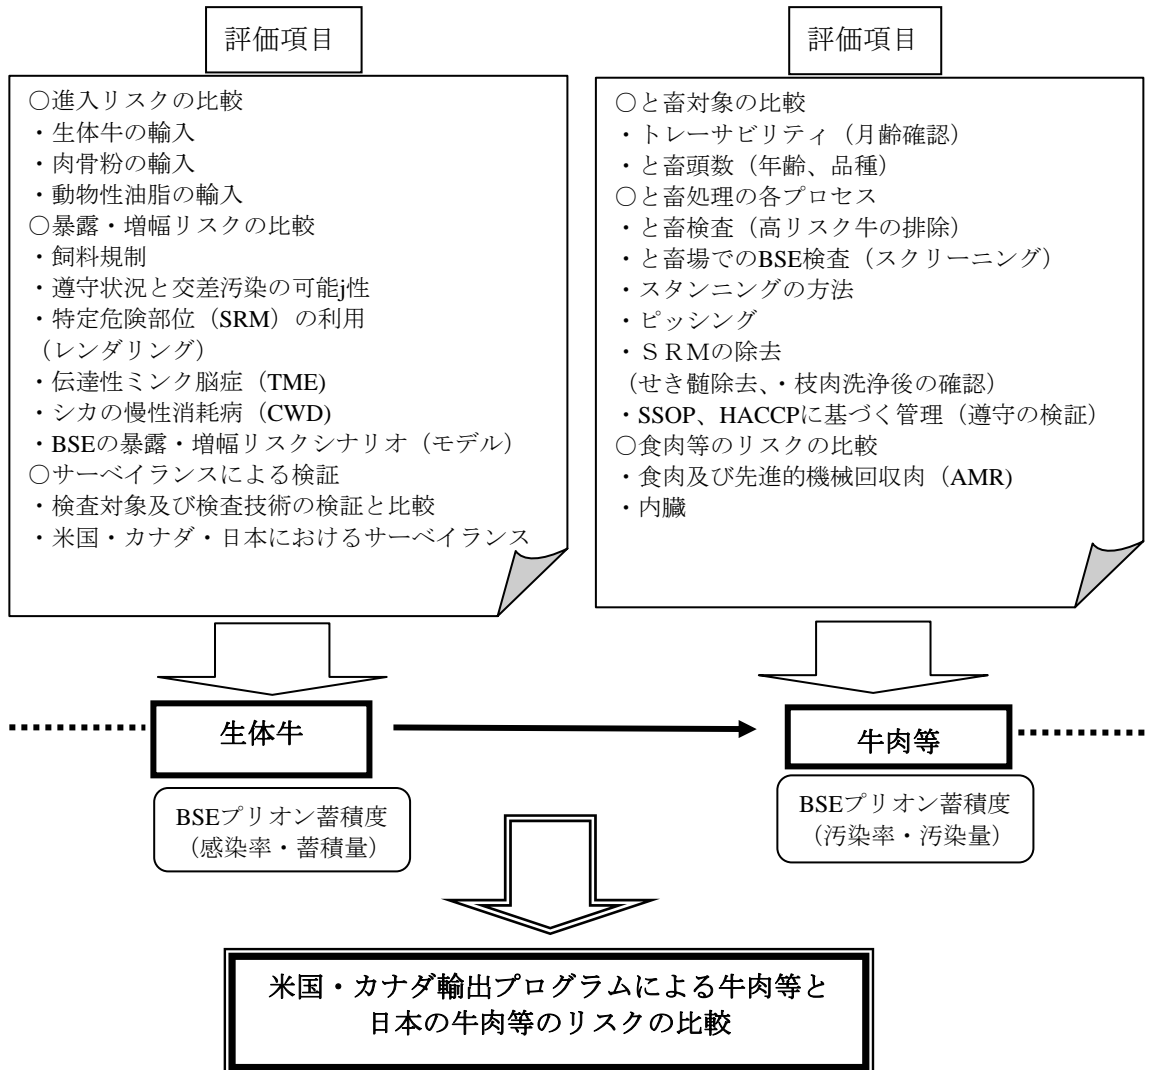 評価項目
○進入リスクの比較
・生体牛の輸入
・肉骨粉の輸入
・動物性油脂の輸入
○暴露・増幅リスクの比較
・飼料規制
・遵守状況と交差汚染の可能j性
・特定危険部位（SRM）の利用
（レンダリング）
・伝達性ミンク脳症（TME)
・シカの慢性消耗病（CWD)
・BSEの暴露・増幅リスクシナリオ（モデル）
○サーベイランスによる検証
・検査対象及び検査技術の検証と比較
・米国・カナダ・日本におけるサーベイランス
評価項目
○と畜対象の比較
・トレーサビリティ（月齢確認）
・と畜頭数（年齢、品種）
○と畜処理の各プロセス
・と畜検査（高リスク牛の排除）
・と畜場でのBSE検査（スクリーニング）
・スタンニングの方法
・ピッシング
・ＳＲＭの除去
（せき髄除去、・枝肉洗浄後の確認）
・SSOP、HACCPに基づく管理（遵守の検証）
○食肉等のリスクの比較
・食肉及び先進的機械回収肉（AMR)
・内臓
生体牛
牛肉等
BSEプリオン蓄積度
（感染率・蓄積量）
BSEプリオン蓄積度
（汚染率・汚染量）
米国・カナダ輸出プログラムによる牛肉等と
日本の牛肉等のリスクの比較